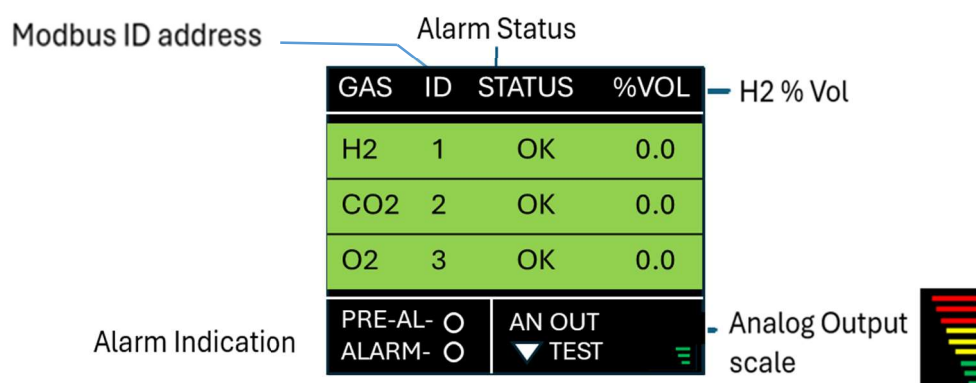 Modbus ID address
Alarm Status
GAS ID STATUS %VOL
H2 % Vol
H2 1 OK 0.0
CO2 2 OK 0.0
O2 3 OK 0.0
PRE-AL-
ALARM-
AN OUT
TEST
Alarm Indication
Analog Output
scale